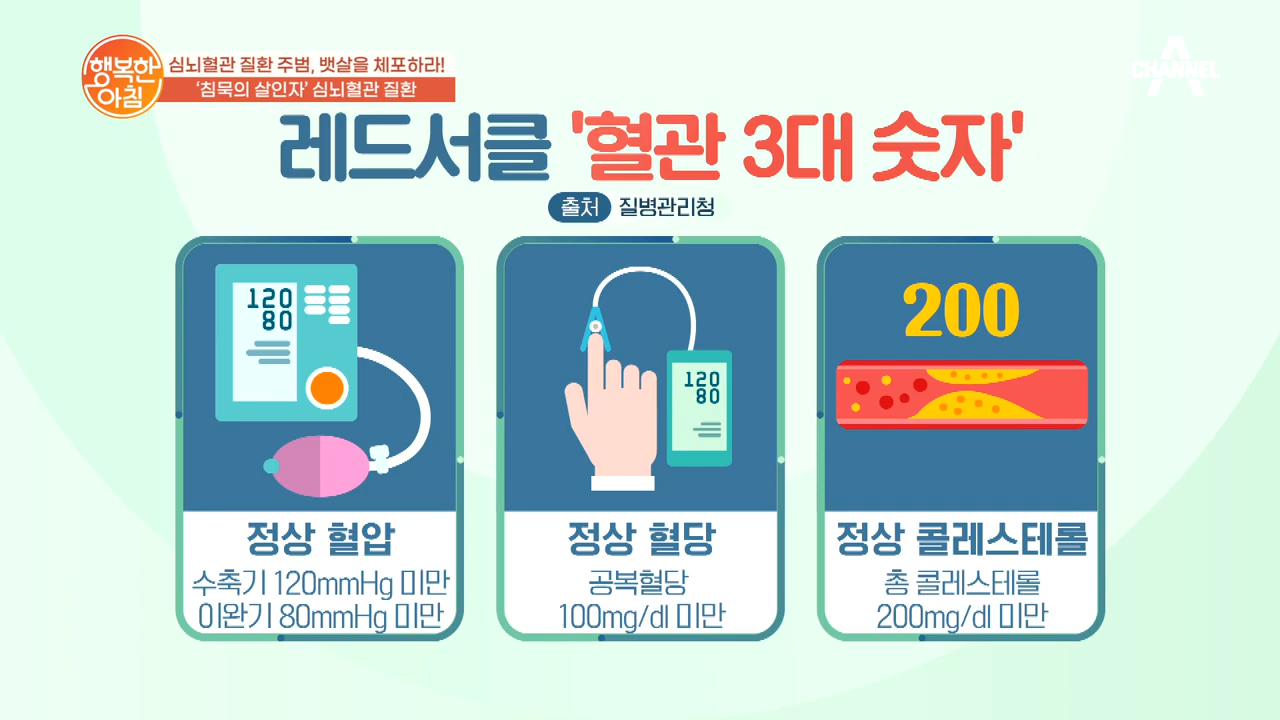 행복한
아침
심뇌혈관 질환 주범, 뱃살을 체포하라!
'침묵의 살인자' 심뇌혈관 질환
CHANNEL A
레드서클 '혈관 3대 숫자'
출처 질병관리청
120
80
정상 혈압
수축기 120mmHg 미만
이완기 80mmHg 미만
120
80
정상 혈당
공복혈당
100mg/dl 미만
200
정상 콜레스테롤
총 콜레스테롤
200mg/dl 미만